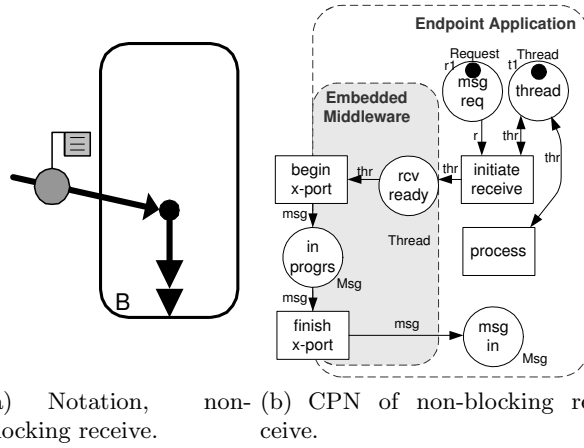 Endpoint Application
Request
Thread
r1
t1
msg
req
thread
Embedded
Middleware
r
thr
thr
begin
x-port
thr
rcv
ready
thr
initiate
receive
msg
Thread
process
in
progrs
Msg
msg
finish
x-port
msg
msg
in
Msg
B
a) Notation, non-
locking receive.
(b) CPN of non-blocking re
ceive.